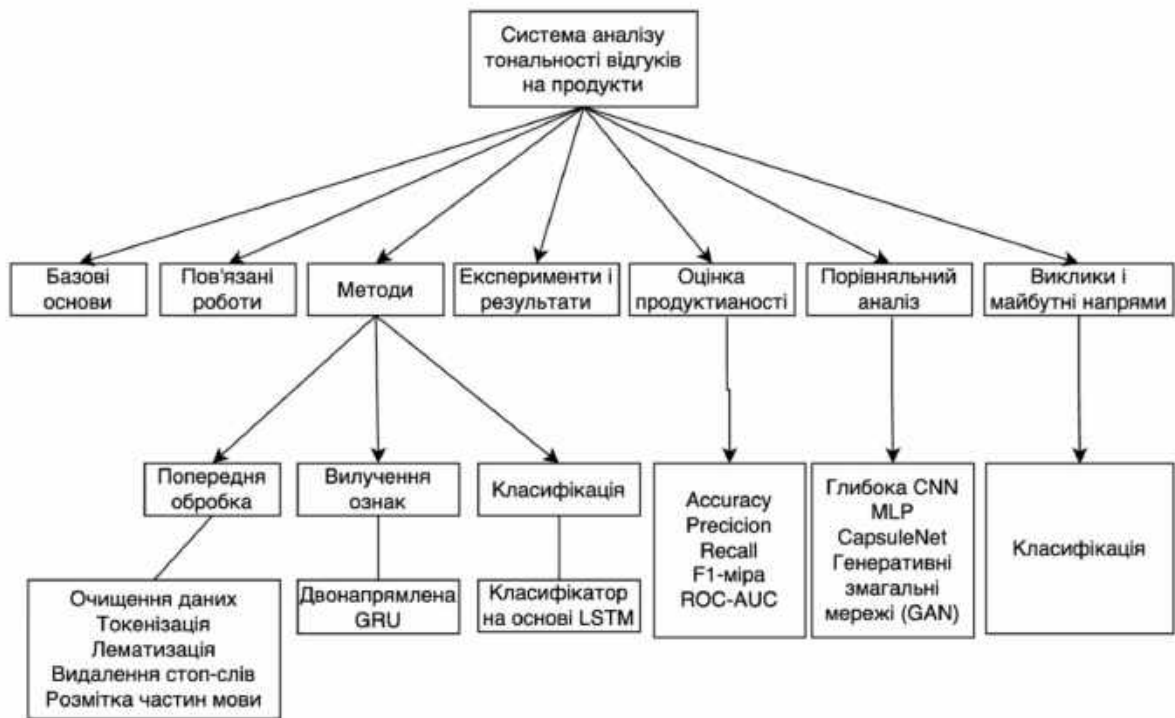 Система аналізу
тональності відгуків
на продукти
Базові
основи
Пов'язані
роботи
Методи
Експерименти і
результати
Оцінка
продуктианості
Порівняльний
аналіз
Виклики і
майбутні напрями
Попередня
обробка
Вилучення
ознак
Класифікація
Accuracy
Precicion
Recall
F1-міра
ROC-AUC
Глибока CNN
MLP
CapsuleNet
Генеративні
змагальні
мережі (GAN)
Класифікація
Очищення даних
Токенізація
Лематизація
Видалення стоп-слів
Розмітка частин мови
Двонапрямлена
GRU
Класифікатор
на основі LSTM